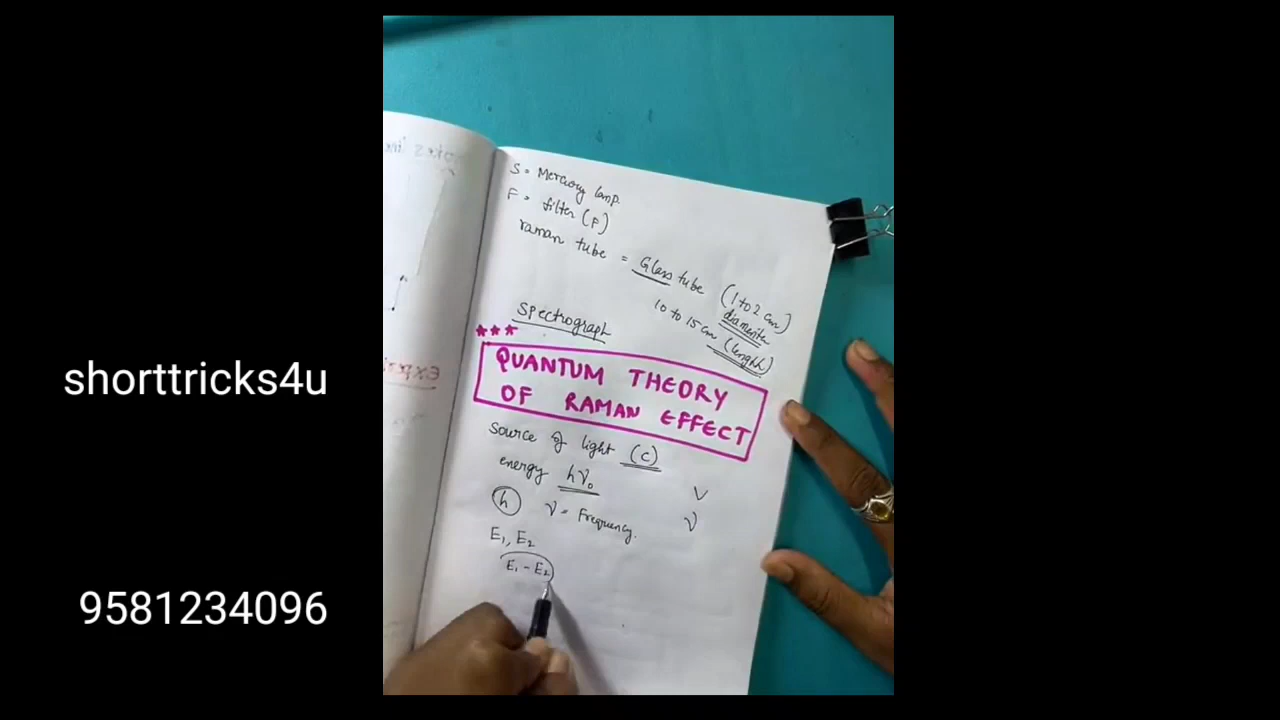 shorttricks4u
9581234096
S = Mercury lamp.
F = filter (F)
raman tube = Glass tube (1 to 2 cm)
diameter
10 to 15 cm (lenghh)
Spectrograph
***
QUANTUM THEORY
OF RAMAN EFFECT
Source of light (c)
energy hν₀
ν
h ν = Frequency. ν
E₁, E₂
E₁ - E₂